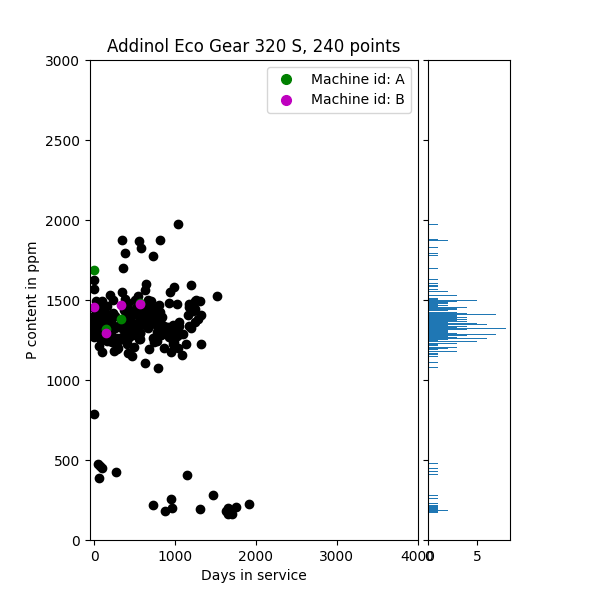 Addinol Eco Gear 320 S, 240 points
Machine id: A
Machine id: B
3000
2500
2000
1500
1000
500
0
P content in ppm
0 1000 2000 3000 4000
0 5
Days in service